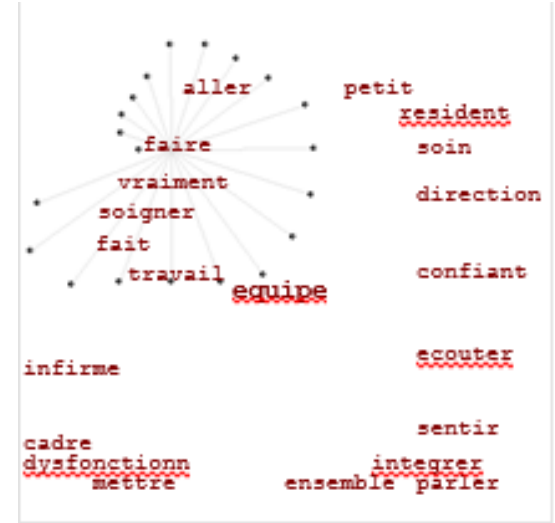 aller petit
resident
faire soin
vraiment
direction
soigner
fait
travail confiant
equipe
ecouter
infirme
sentir
cadre
dysfonctionn integrer
mettre ensemble parler